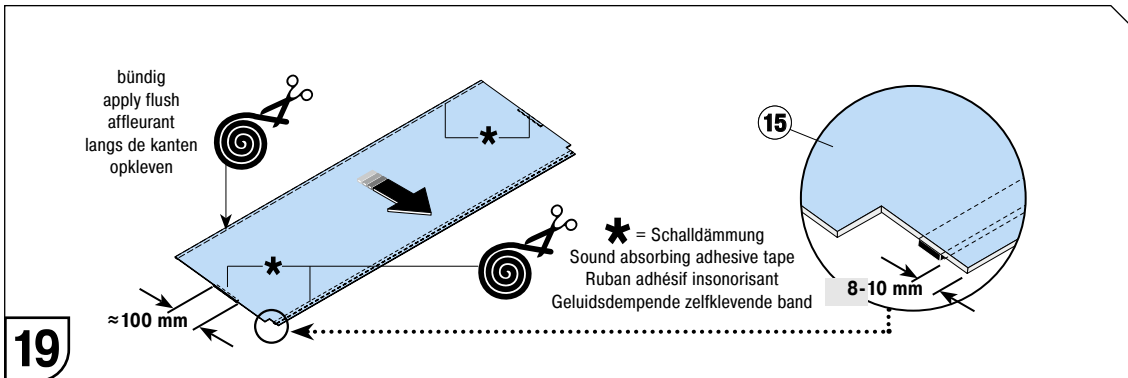 bündig
apply flush
affleurant
langs de kanten
opkleven
*
*
≈100 mm
* = Schalldämmung
Sound absorbing adhesive tape
Ruban adhésif insonorisant
Geluidsdempende zelfklevende band
15
8-10 mm
19